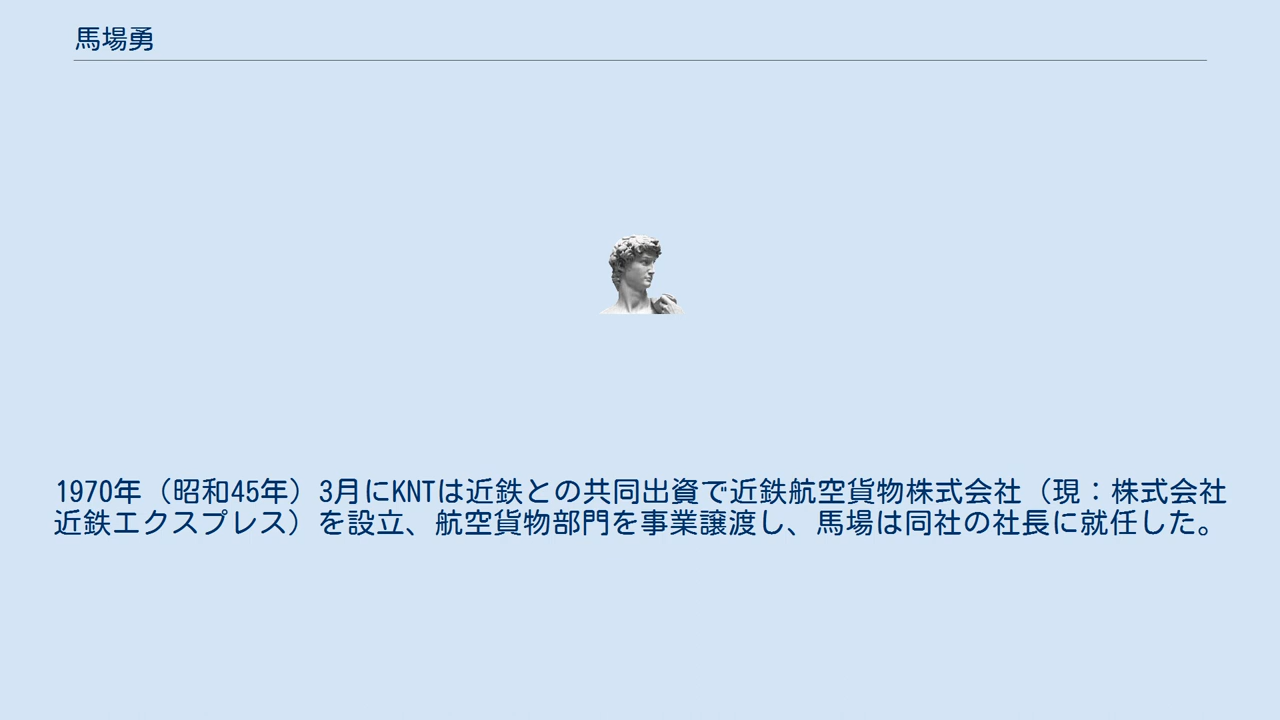 馬場勇
1970年（昭和45年）3月にKNTは近鉄との共同出資で近鉄航空貨物株式会社（現：株式会社
近鉄エクスプレス）を設立、航空貨物部門を事業譲渡し、馬場は同社の社長に就任した。